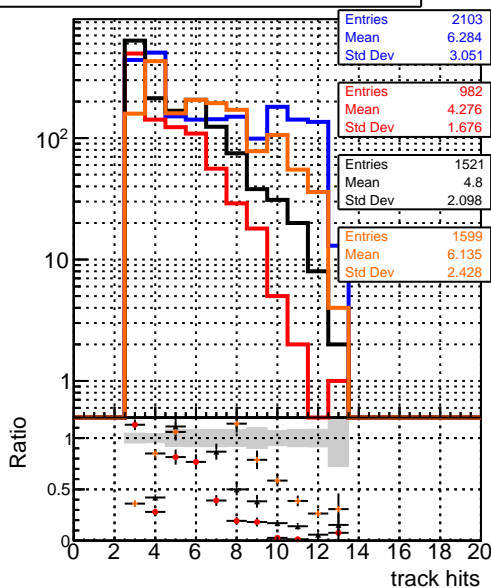 Entries 2103
Mean 6.284
Std Dev 3.051
Entries 982
Mean 4.276
Std Dev 1.676
Entries 1521
Mean 4.8
Std Dev 2.098
Entries 1599
Mean 6.135
Std Dev 2.428
10²
10
1
Ratio
1
0.5
0
0 2 4 6 8 10 12 14 16 18 20
track hits